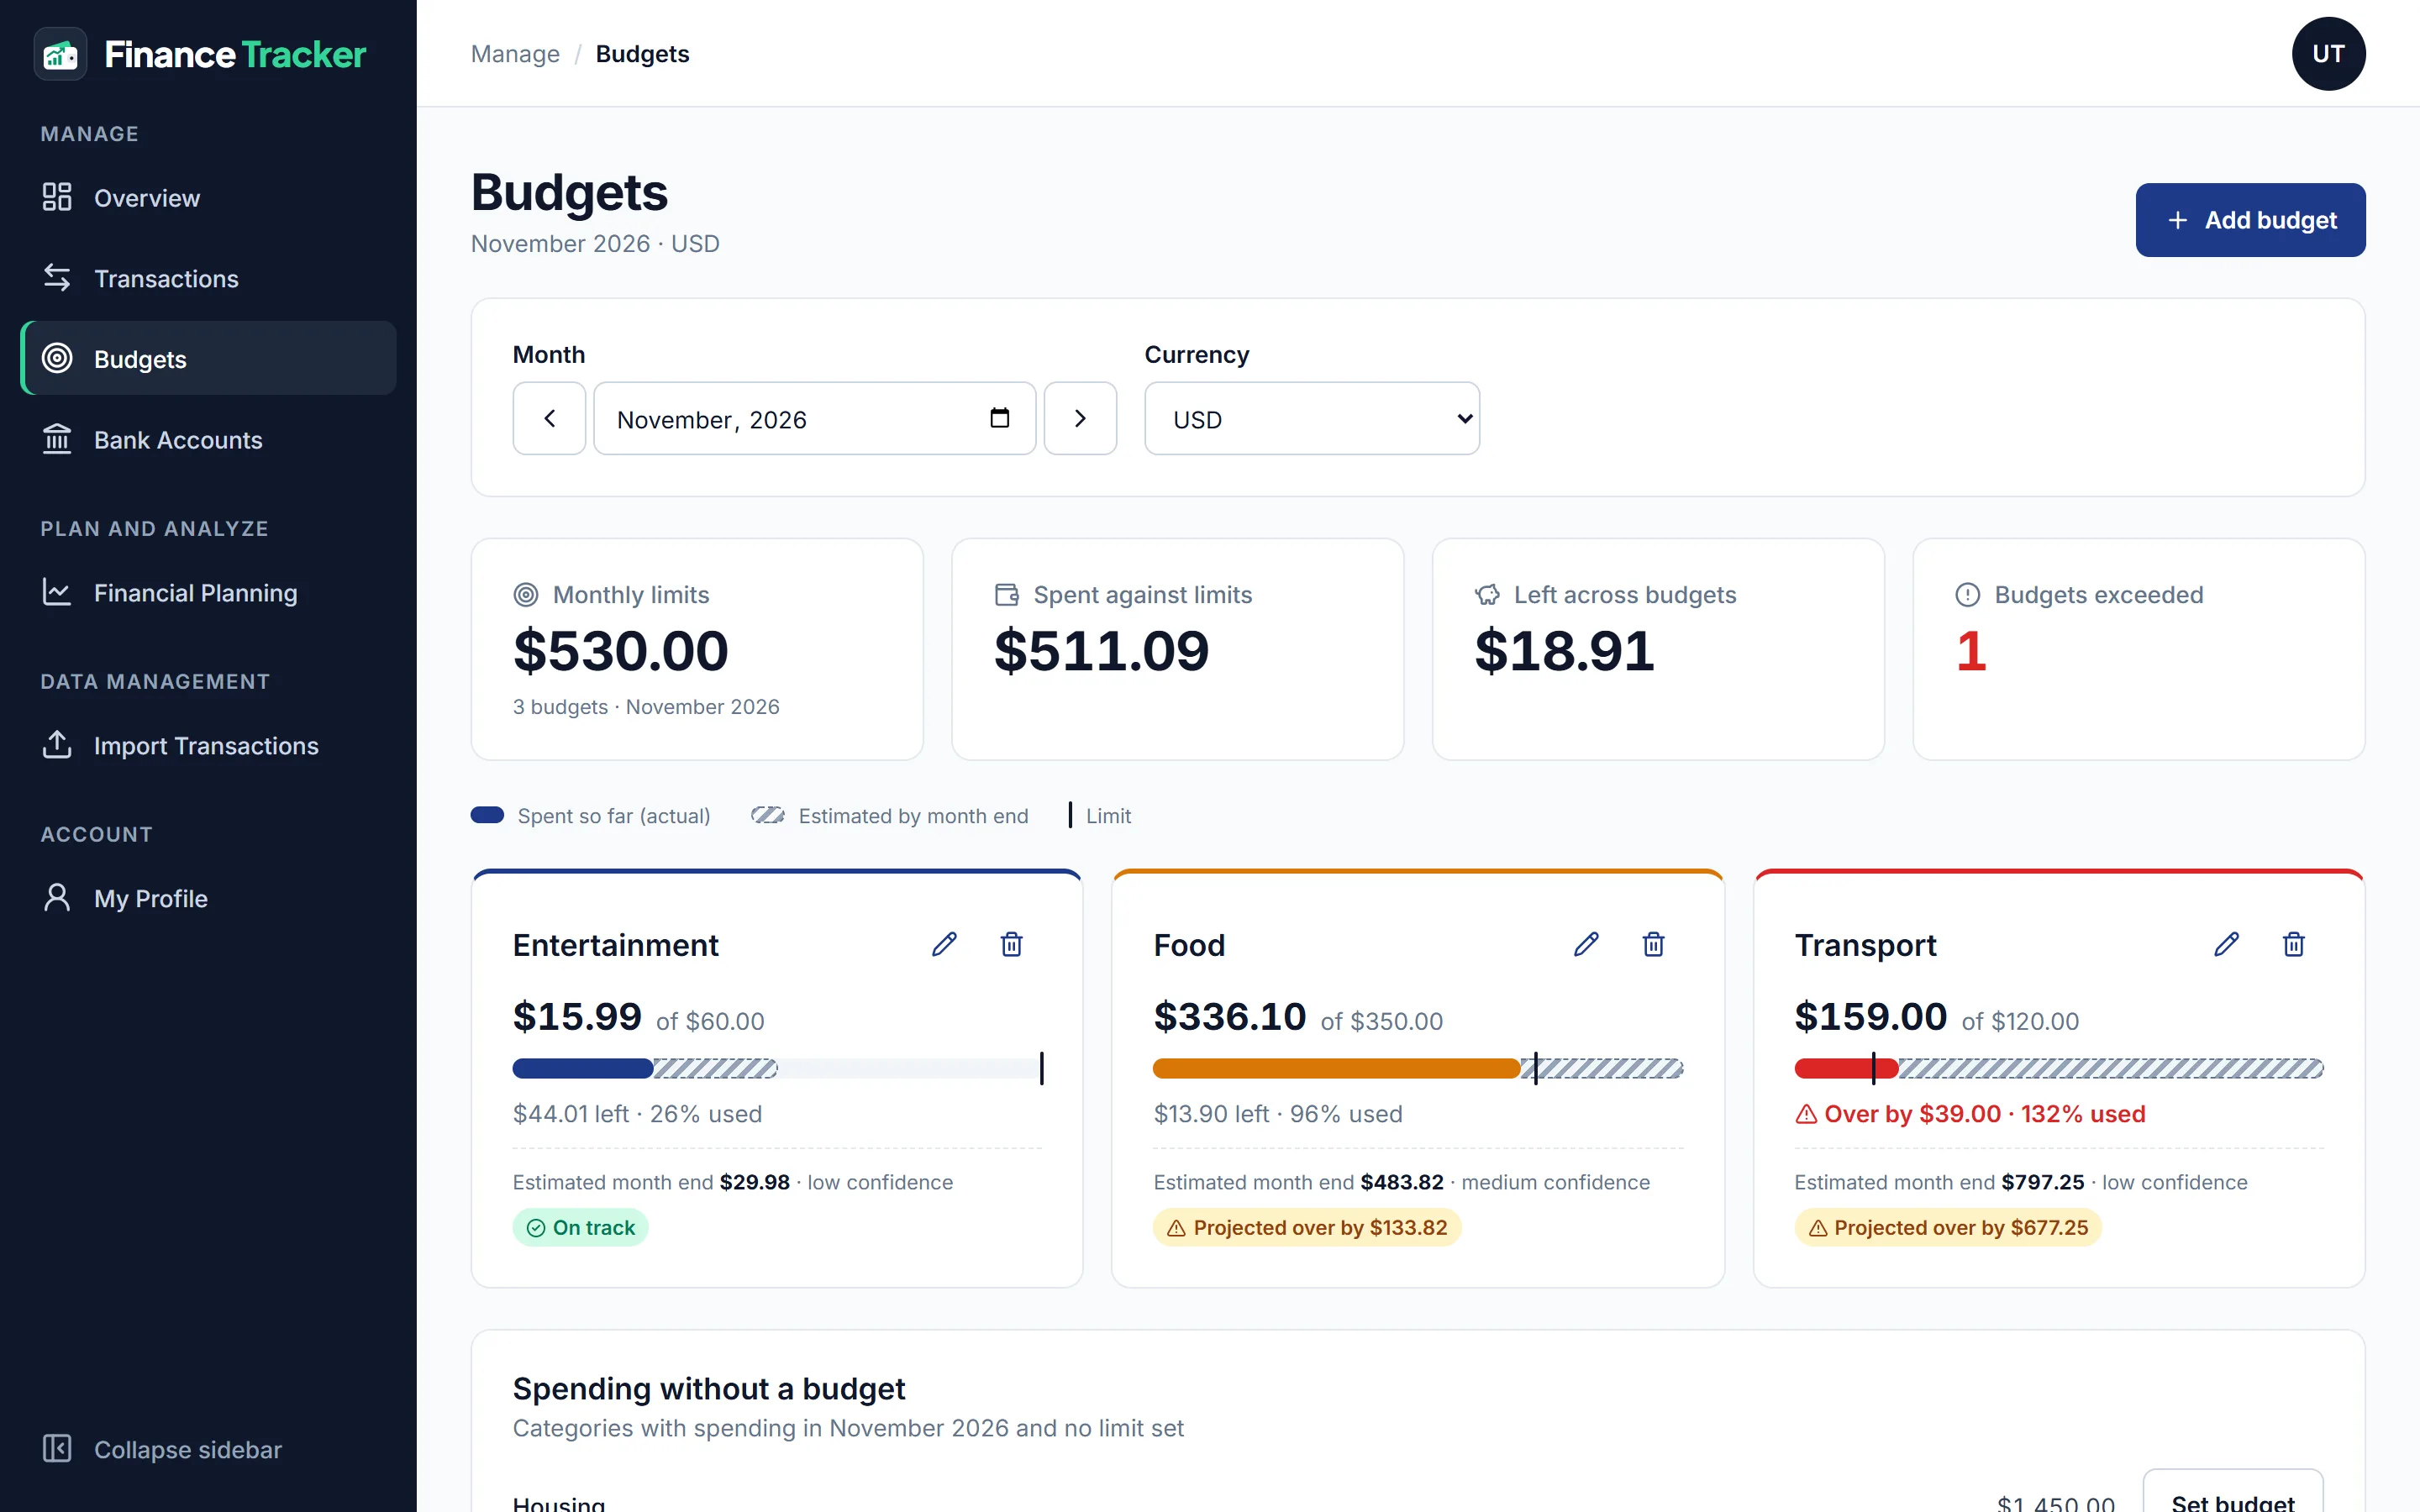 Finance Tracker
MANAGE
Overview
Transactions
Budgets
Bank Accounts
PLAN AND ANALYZE
Financial Planning
DATA MANAGEMENT
Import Transactions
ACCOUNT
My Profile
Collapse sidebar
Manage / Budgets
UT
Budgets
November 2026 · USD
+ Add budget
Month
November, 2026
Currency
USD
Monthly limits
$530.00
3 budgets · November 2026
Spent against limits
$511.09
Left across budgets
$18.91
Budgets exceeded
1
Spent so far (actual)
Estimated by month end
Limit
Entertainment
$15.99 of $60.00
$44.01 left · 26% used
Estimated month end $29.98 · low confidence
On track
Food
$336.10 of $350.00
$13.90 left · 96% used
Estimated month end $483.82 · medium confidence
Projected over by $133.82
Transport
$159.00 of $120.00
Over by $39.00 · 132% used
Estimated month end $797.25 · low confidence
Projected over by $677.25
Spending without a budget
Categories with spending in November 2026 and no limit set
Housing
$1,450.00
Set budget